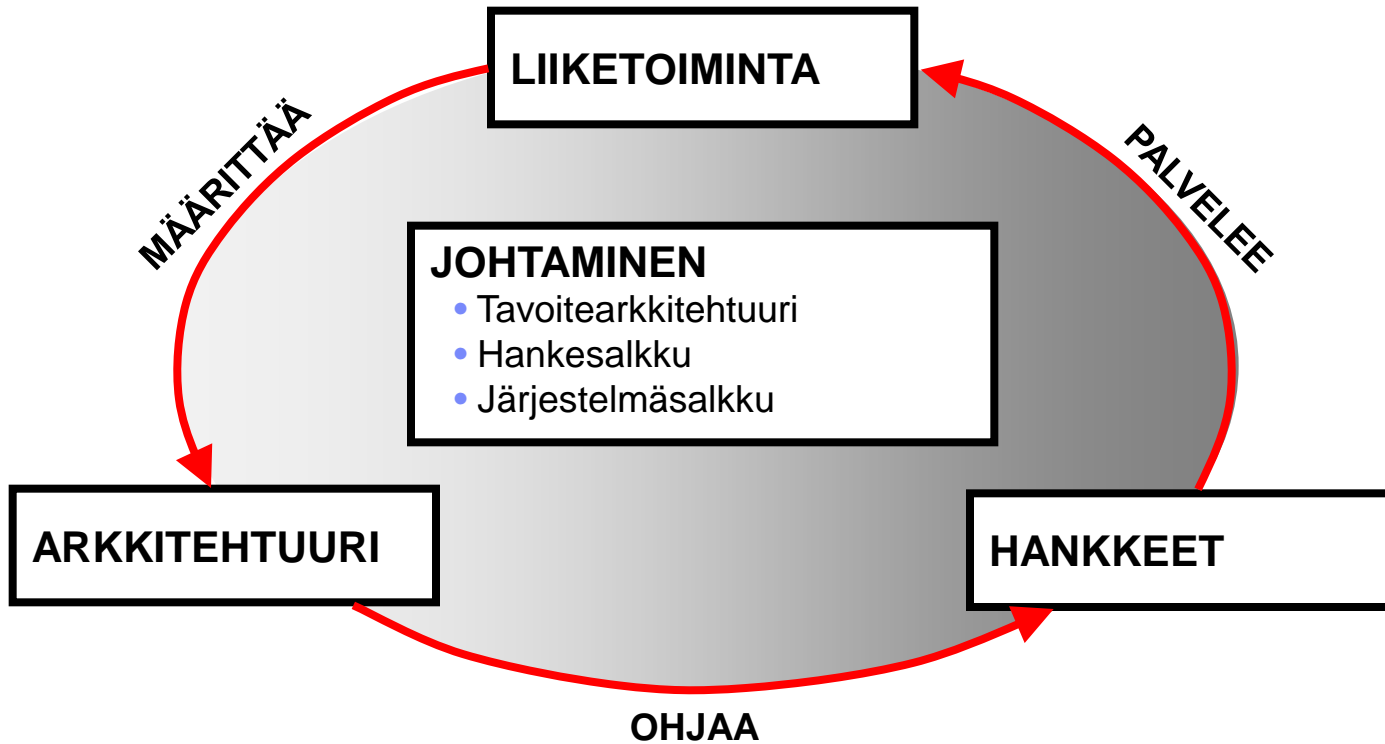 LIIKETOIMINTA
MÄÄRITTÄÄ
PALVELEE
JOHTAMINEN
• Tavoitearkkitehtuuri
• Hankesalkku
• Järjestelmäsalkku
ARKKITEHTUURI
HANKKEET
OHJAA